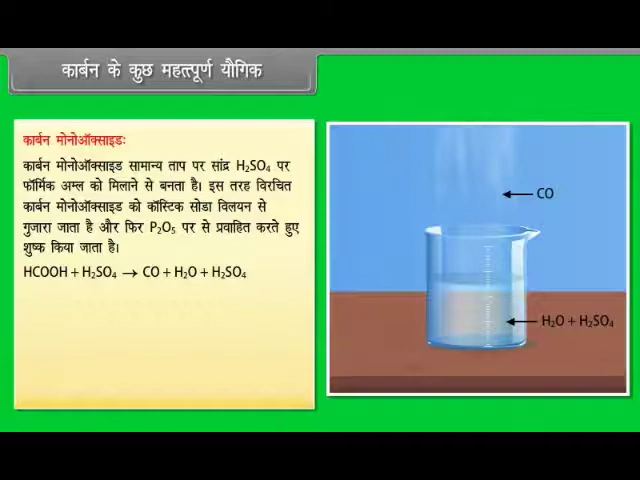 कार्बन के कुछ महत्त्पूर्ण यौगिक
कार्बन मोनोऑक्साइडः
कार्बन मोनोऑक्साइड सामान्य ताप पर सांद्र H₂SO₄ पर
फॉर्मिक अम्ल को मिलाने से बनता है। इस तरह विरचित
कार्बन मोनोऑक्साइड को कॉस्टिक सोडा विलयन से
गुजारा जाता है और फिर P₂O₅ पर से प्रवाहित करते हुए
शुष्क किया जाता है।
HCOOH + H₂SO₄ → CO + H₂O + H₂SO₄
CO
H₂O + H₂SO₄